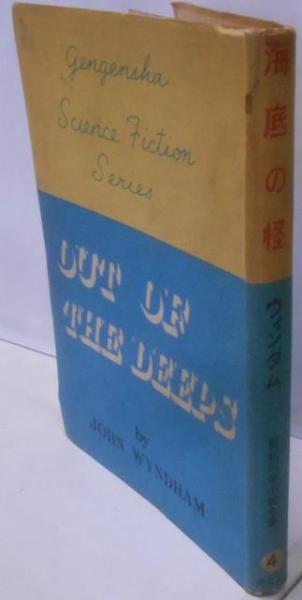 Gengensha
Science Fiction
Series
OUT OF
THE DEEPS
by
JOHN WYNDHAM
海底の怪
ウィンダム
4